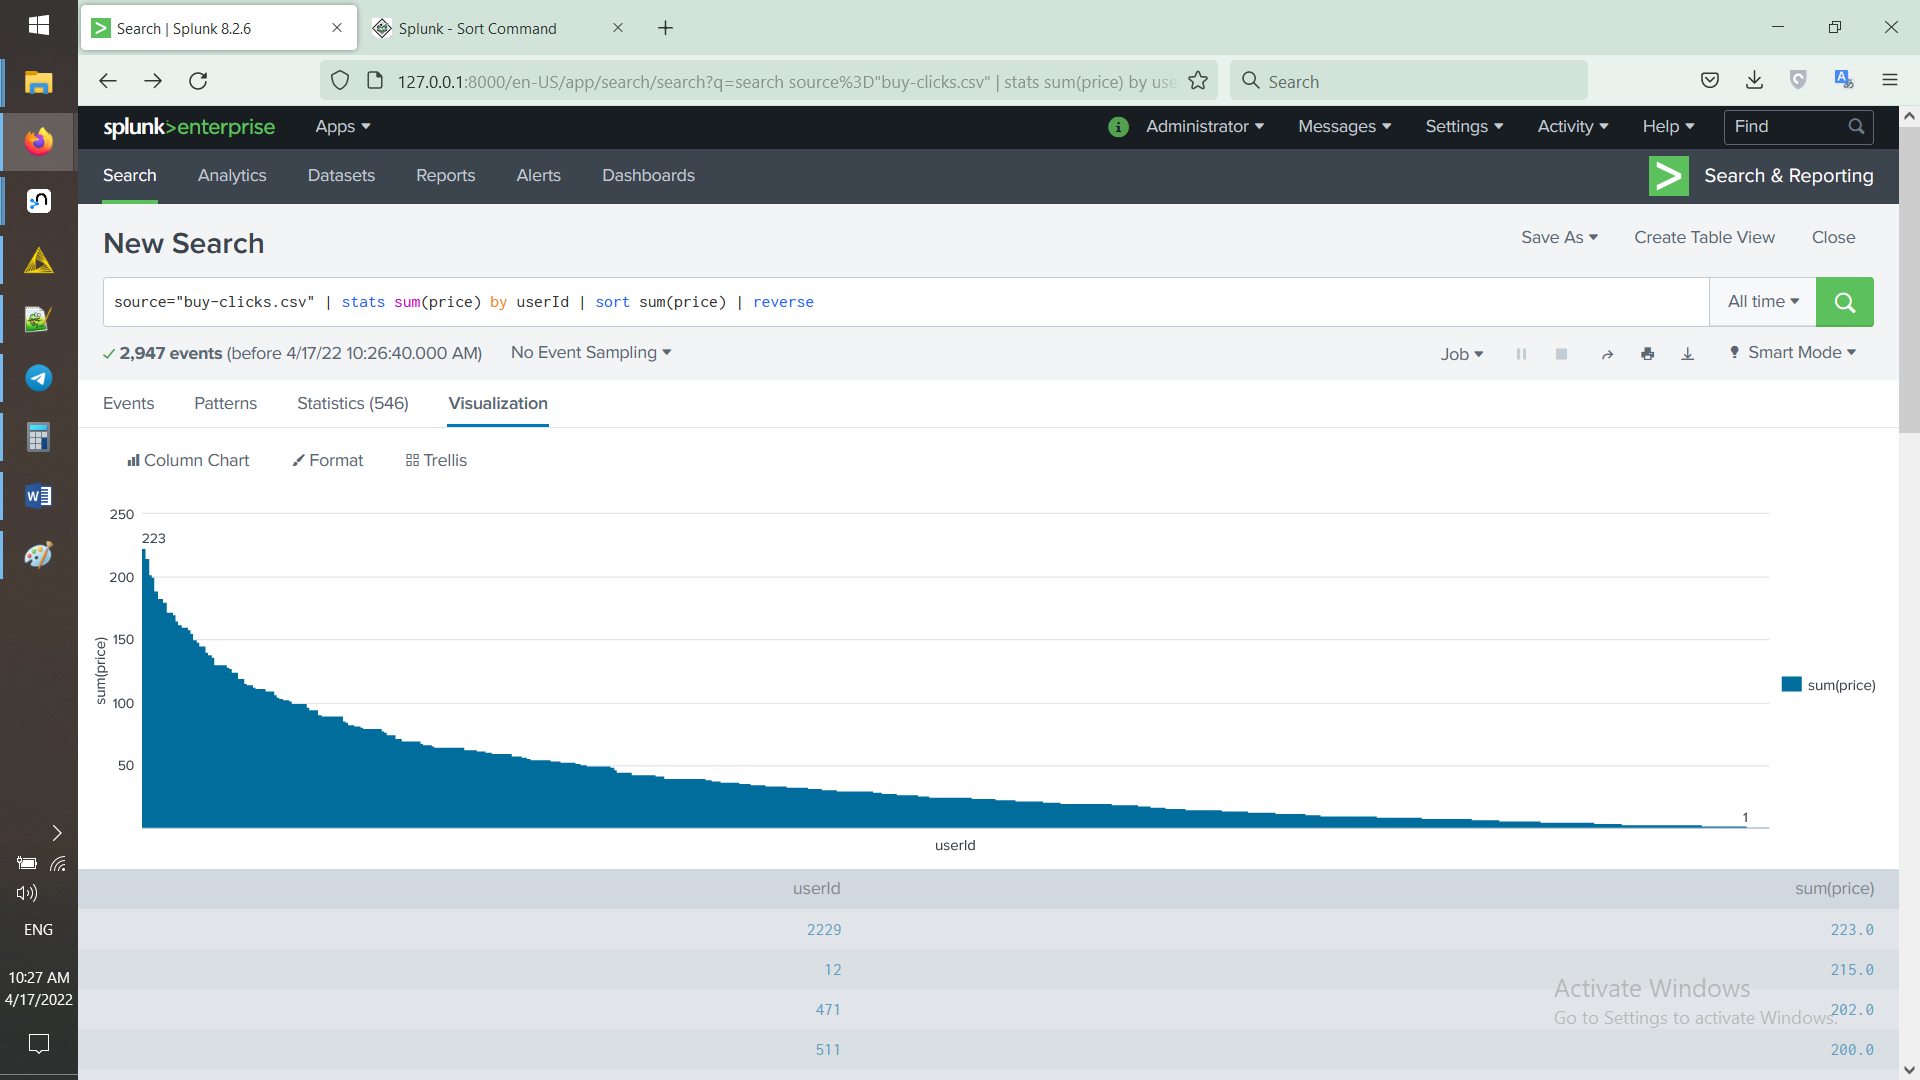 Search | Splunk 8.2.6
Splunk - Sort Command
127.0.0.1:8000/en-US/app/search/search?q=search source%3D"buy-clicks.csv" | stats sum(price) by use
Search
splunk>enterprise
Apps
i
Administrator
Messages
Settings
Activity
Help
Find
Search
Analytics
Datasets
Reports
Alerts
Dashboards
Search & Reporting
New Search
Save As
Create Table View
Close
source="buy-clicks.csv" | stats sum(price) by userId | sort sum(price) | reverse
All time
2,947 events (before 4/17/22 10:26:40.000 AM)
No Event Sampling
Job
Smart Mode
Events
Patterns
Statistics (546)
Visualization
Column Chart
Format
Trellis
250
223
200
150
sum(price)
100
50
1
userId
sum(price)
userId sum(price)
2229 223.0
12 215.0
471 202.0
511 200.0
Activate Windows
Go to Settings to activate Windows.
ENG
10:27 AM
4/17/2022